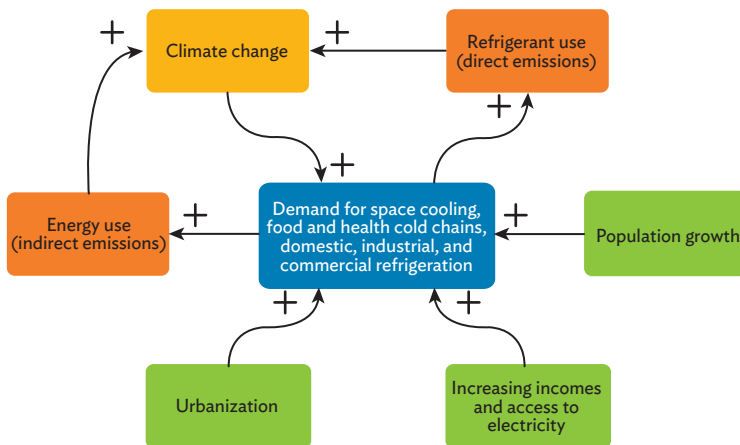 +
Climate change
+
Refrigerant use
(direct emissions)
+
+
Energy use
(indirect emissions)
+
Demand for space cooling,
food and health cold chains,
domestic, industrial, and
commercial refrigeration
+
Population growth
+
+
Urbanization
Increasing incomes
and access to
electricity